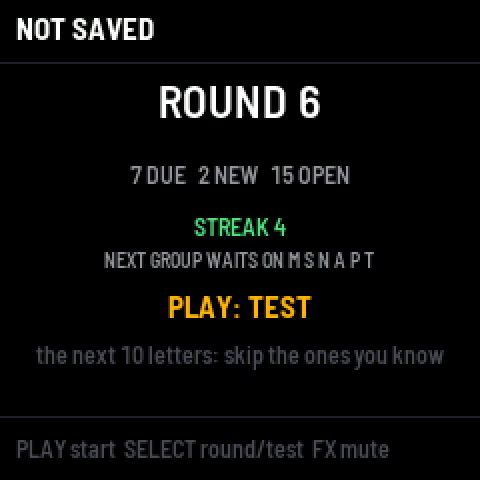 NOT SAVED
ROUND 6
7 DUE 2 NEW 15 OPEN
STREAK 4
NEXT GROUP WAITS ON M S N A P T
PLAY: TEST
the next 10 letters: skip the ones you know
PLAY start SELECT round/test FX mute